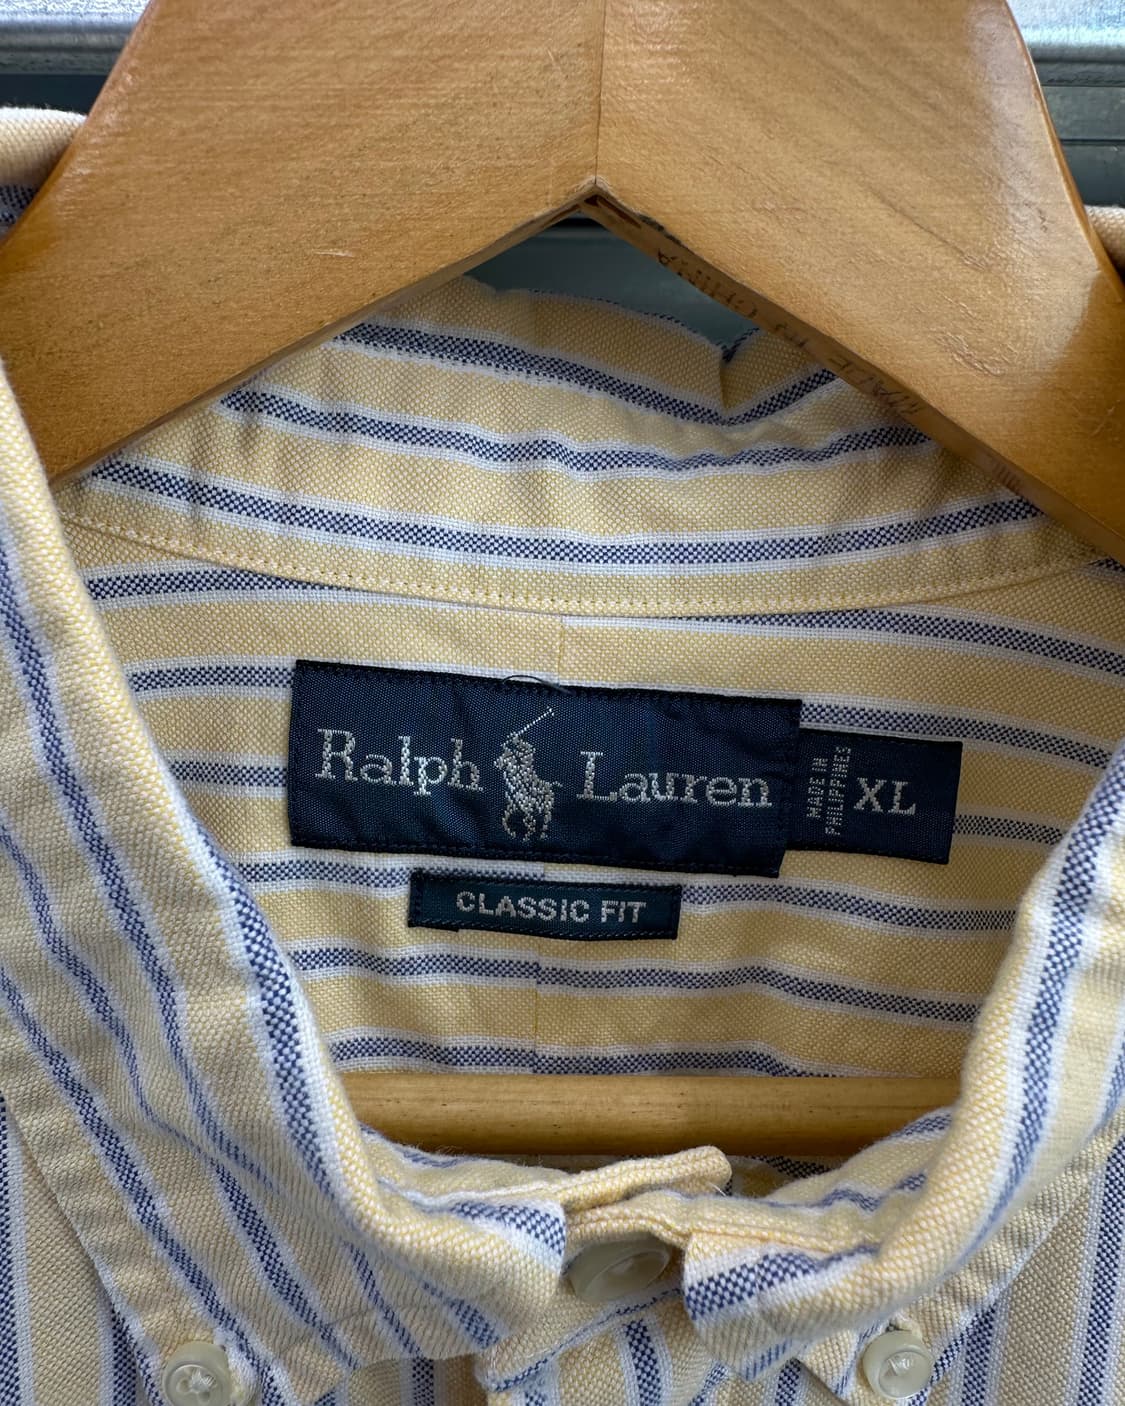 Ralph Lauren
MADE IN
PHILIPPINES
XL
CLASSIC FIT